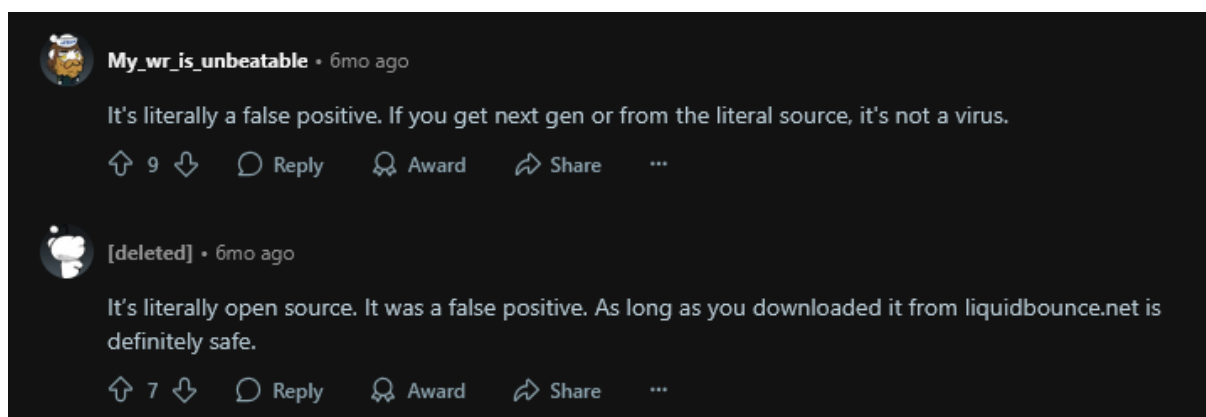 My_wr_is_unbeatable • 6mo ago
It's literally a false positive. If you get next gen or from the literal source, it's not a virus.
9 Reply Award Share ...
[deleted] • 6mo ago
It's literally open source. It was a false positive. As long as you downloaded it from liquidbounce.net is
definitely safe.
7 Reply Award Share ...